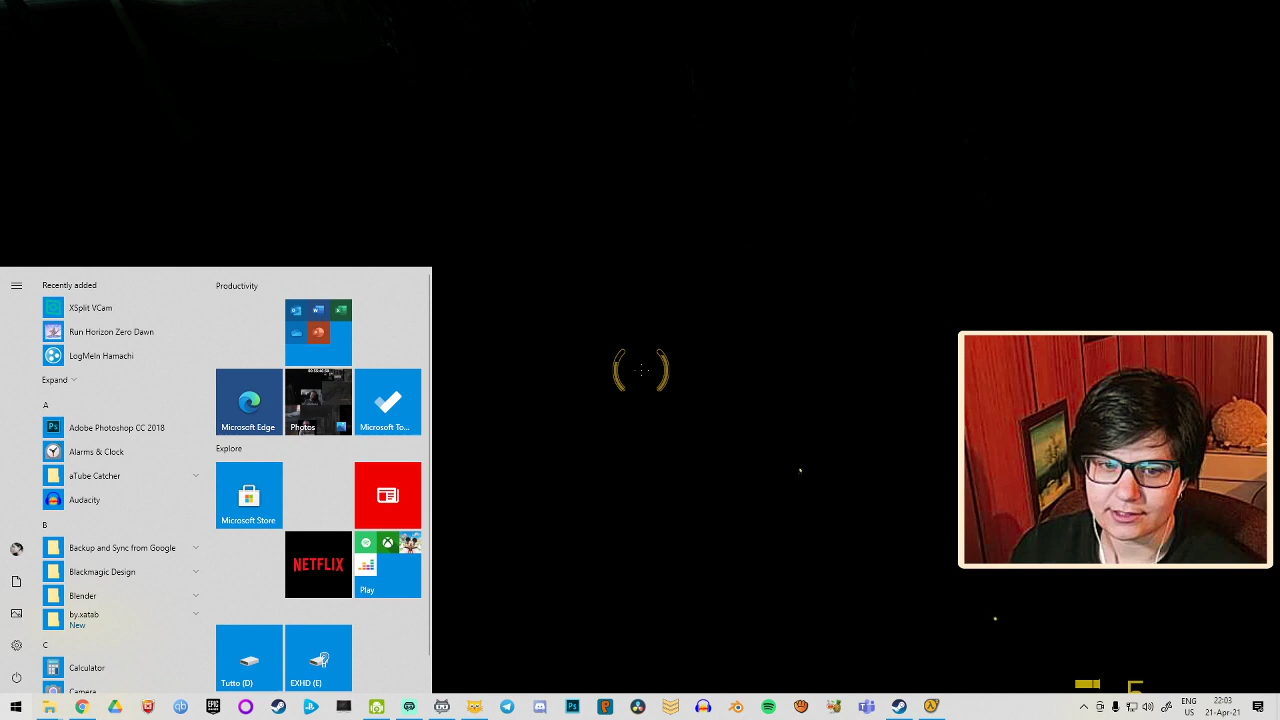 Recently added
XSplit VCam
Run Horizon Zero Dawn
LogMeIn Hamachi
Expand
A
Adobe Photoshop CC 2018
Alarms & Clock
aTube Catcher
Audacity
B
Backup and Sync from Google
Blackmagic Design
Blender
by.xatab
New
C
Calculator
Camera
Productivity
Microsoft Edge
Photos
Microsoft To...
Explore
Microsoft Store
NETFLIX
Play
Tutto (D)
EXHD (E)
EPIC
ENG
US
22:03
21-Apr-21